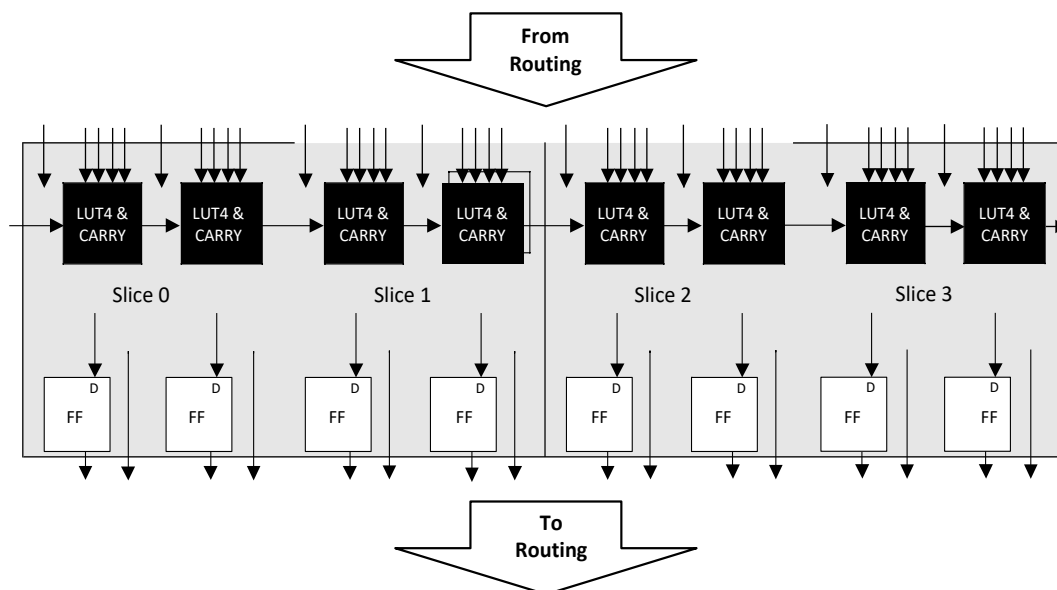 From
Routing
LUT4 &
CARRY
LUT4 &
CARRY
LUT4 &
CARRY
LUT4 &
CARRY
LUT4 &
CARRY
LUT4 &
CARRY
LUT4 &
CARRY
LUT4 &
CARRY
Slice 0
Slice 1
Slice 2
Slice 3
D
FF
D
FF
D
FF
D
FF
D
FF
D
FF
D
FF
D
FF
To
Routing